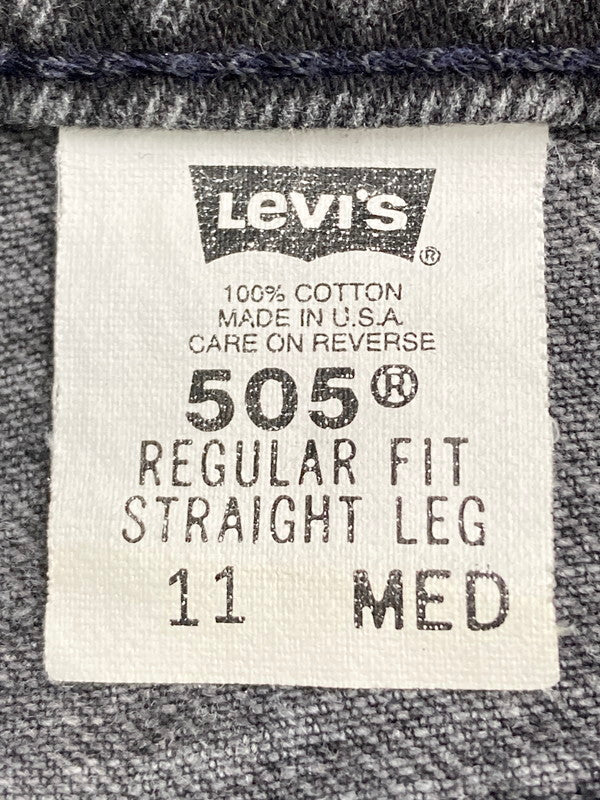 LEVI'S ®
100% COTTON
MADE IN U.S.A.
CARE ON REVERSE
505®
REGULAR FIT
STRAIGHT LEG
11 MED